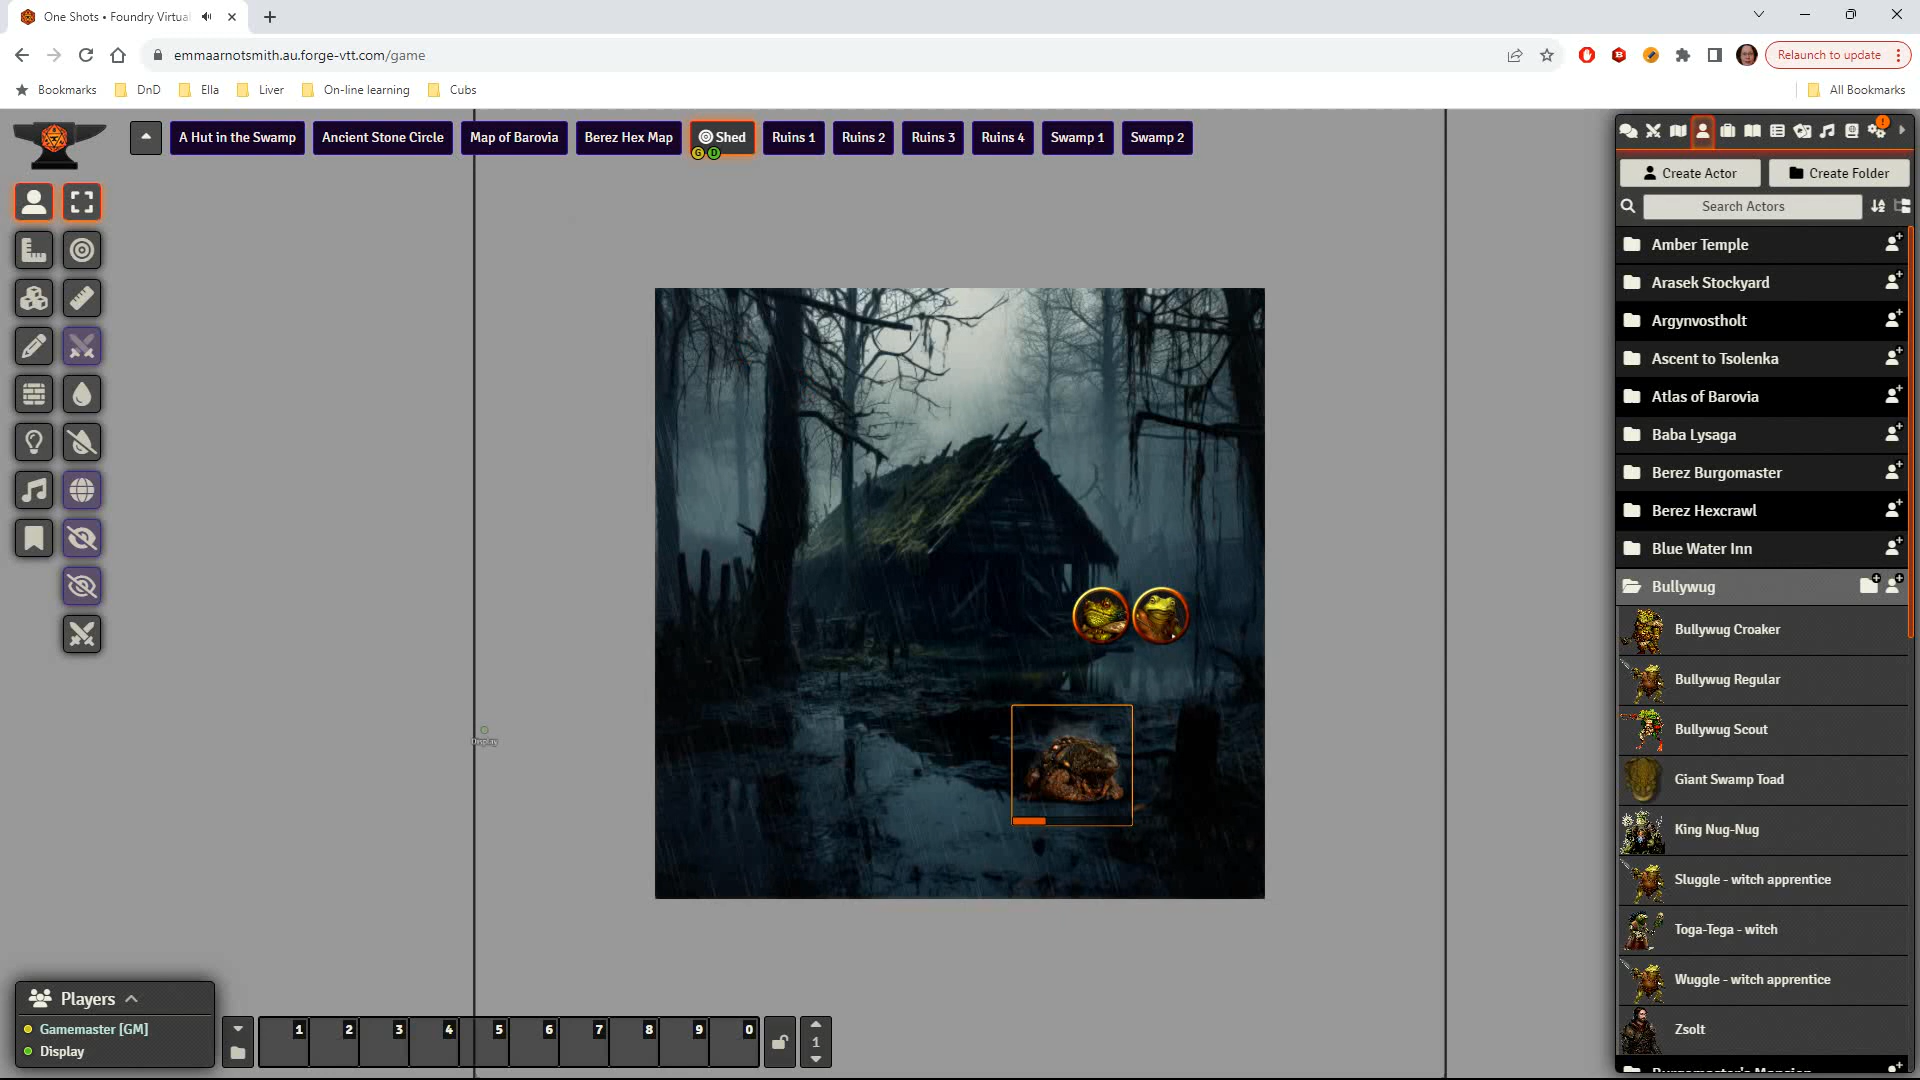 One Shots • Foundry Virtual
emmaarnotsmith.au.forge-vtt.com/game
Relaunch to update
Bookmarks
DnD
Ella
Liver
On-line learning
Cubs
All Bookmarks
A Hut in the Swamp
Ancient Stone Circle
Map of Barovia
Berez Hex Map
Shed
G
D
Ruins 1
Ruins 2
Ruins 3
Ruins 4
Swamp 1
Swamp 2
Create Actor
Create Folder
Search Actors
Amber Temple
Arasek Stockyard
Argynvostholt
Ascent to Tsolenka
Atlas of Barovia
Baba Lysaga
Berez Burgomaster
Berez Hexcrawl
Blue Water Inn
Bullywug
Bullywug Croaker
Bullywug Regular
Bullywug Scout
Giant Swamp Toad
King Nug-Nug
Sluggle - witch apprentice
Toga-Tega - witch
Wuggle - witch apprentice
Zsolt
Burgomaster's Mansion
Display
Players
Gamemaster [GM]
Display
1 2 3 4 5 6 7 8 9 0
1